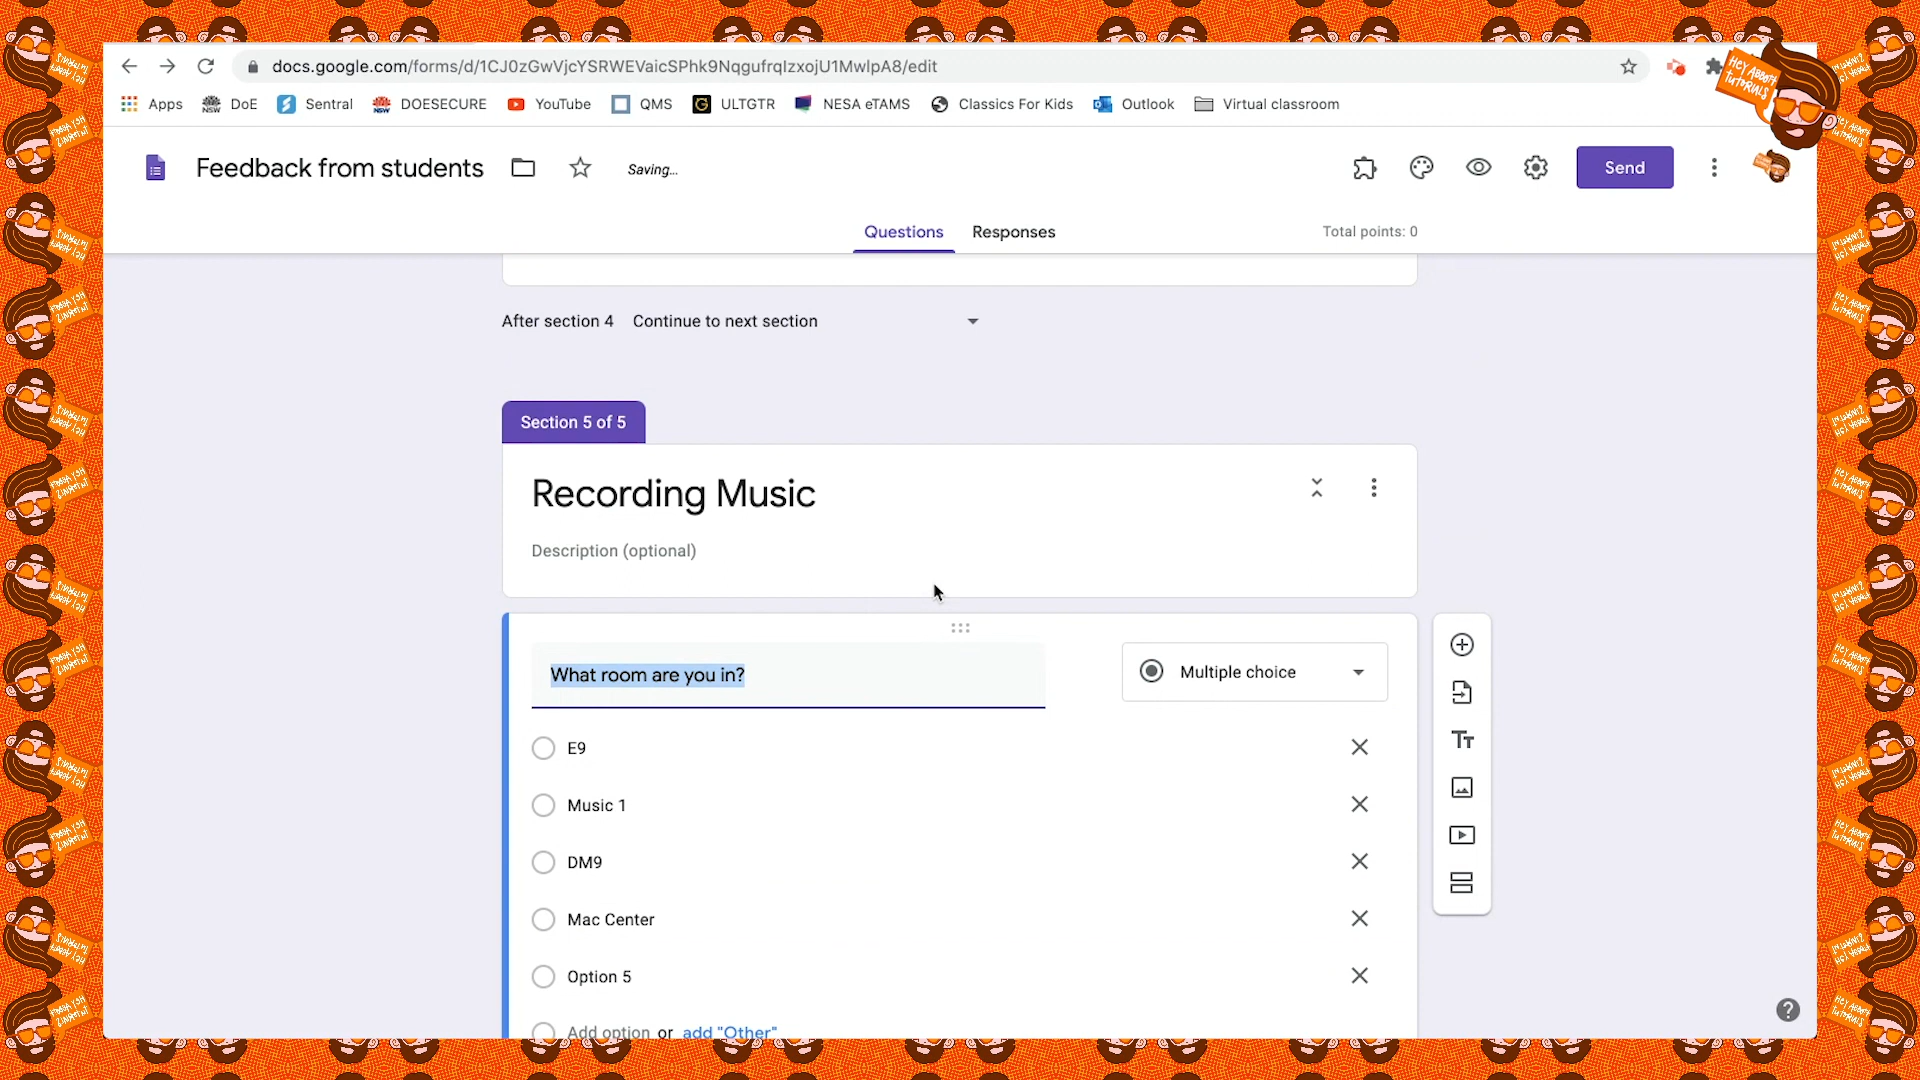 docs.google.com/forms/d/1CJ0zGwVjcYSRWEVaicSPhk9NqgufrqIzxojU1MwlpA8/edit
HEY ABOTT TUTORIALS
Apps DoE Sentral DOESECURE YouTube QMS ULTGTR NESA eTAMS Classics For Kids Outlook Virtual classroom
Feedback from students Saving... Send
Questions Responses Total points: 0
After section 4 Continue to next section
Section 5 of 5
Recording Music
Description (optional)
What room are you in? Multiple choice
E9
Music 1
DM9
Mac Center
Option 5
Add option or add "Other"